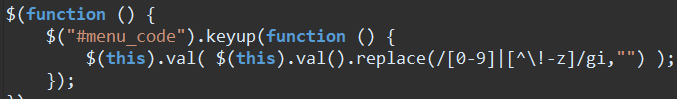 $(function () {
$("#menu_code").keyup(function () {
$(this).val( $(this).val().replace(/[0-9]|[^\!-z]/gi,"") );
});